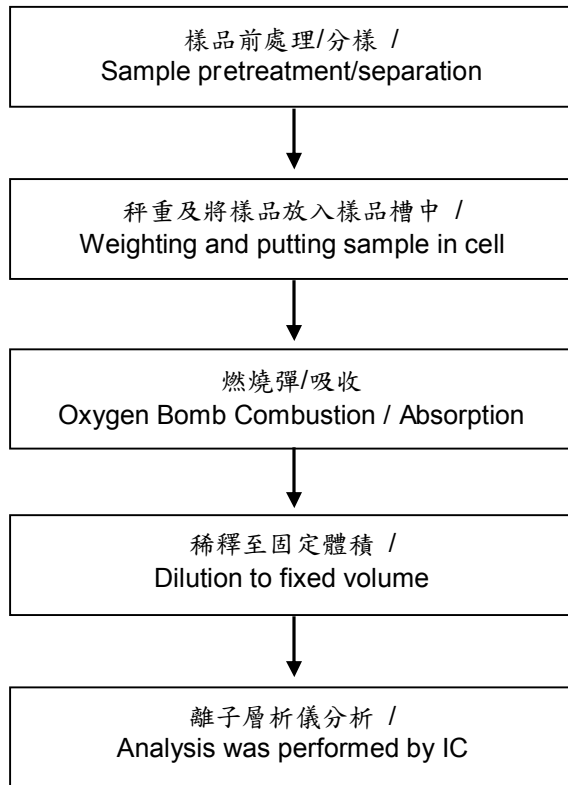 樣品前處理/分樣 /
Sample pretreatment/separation
秤重及將樣品放入樣品槽中 /
Weighting and putting sample in cell
燃燒彈/吸收
Oxygen Bomb Combustion / Absorption
稀釋至固定體積 /
Dilution to fixed volume
離子層析儀分析 /
Analysis was performed by IC